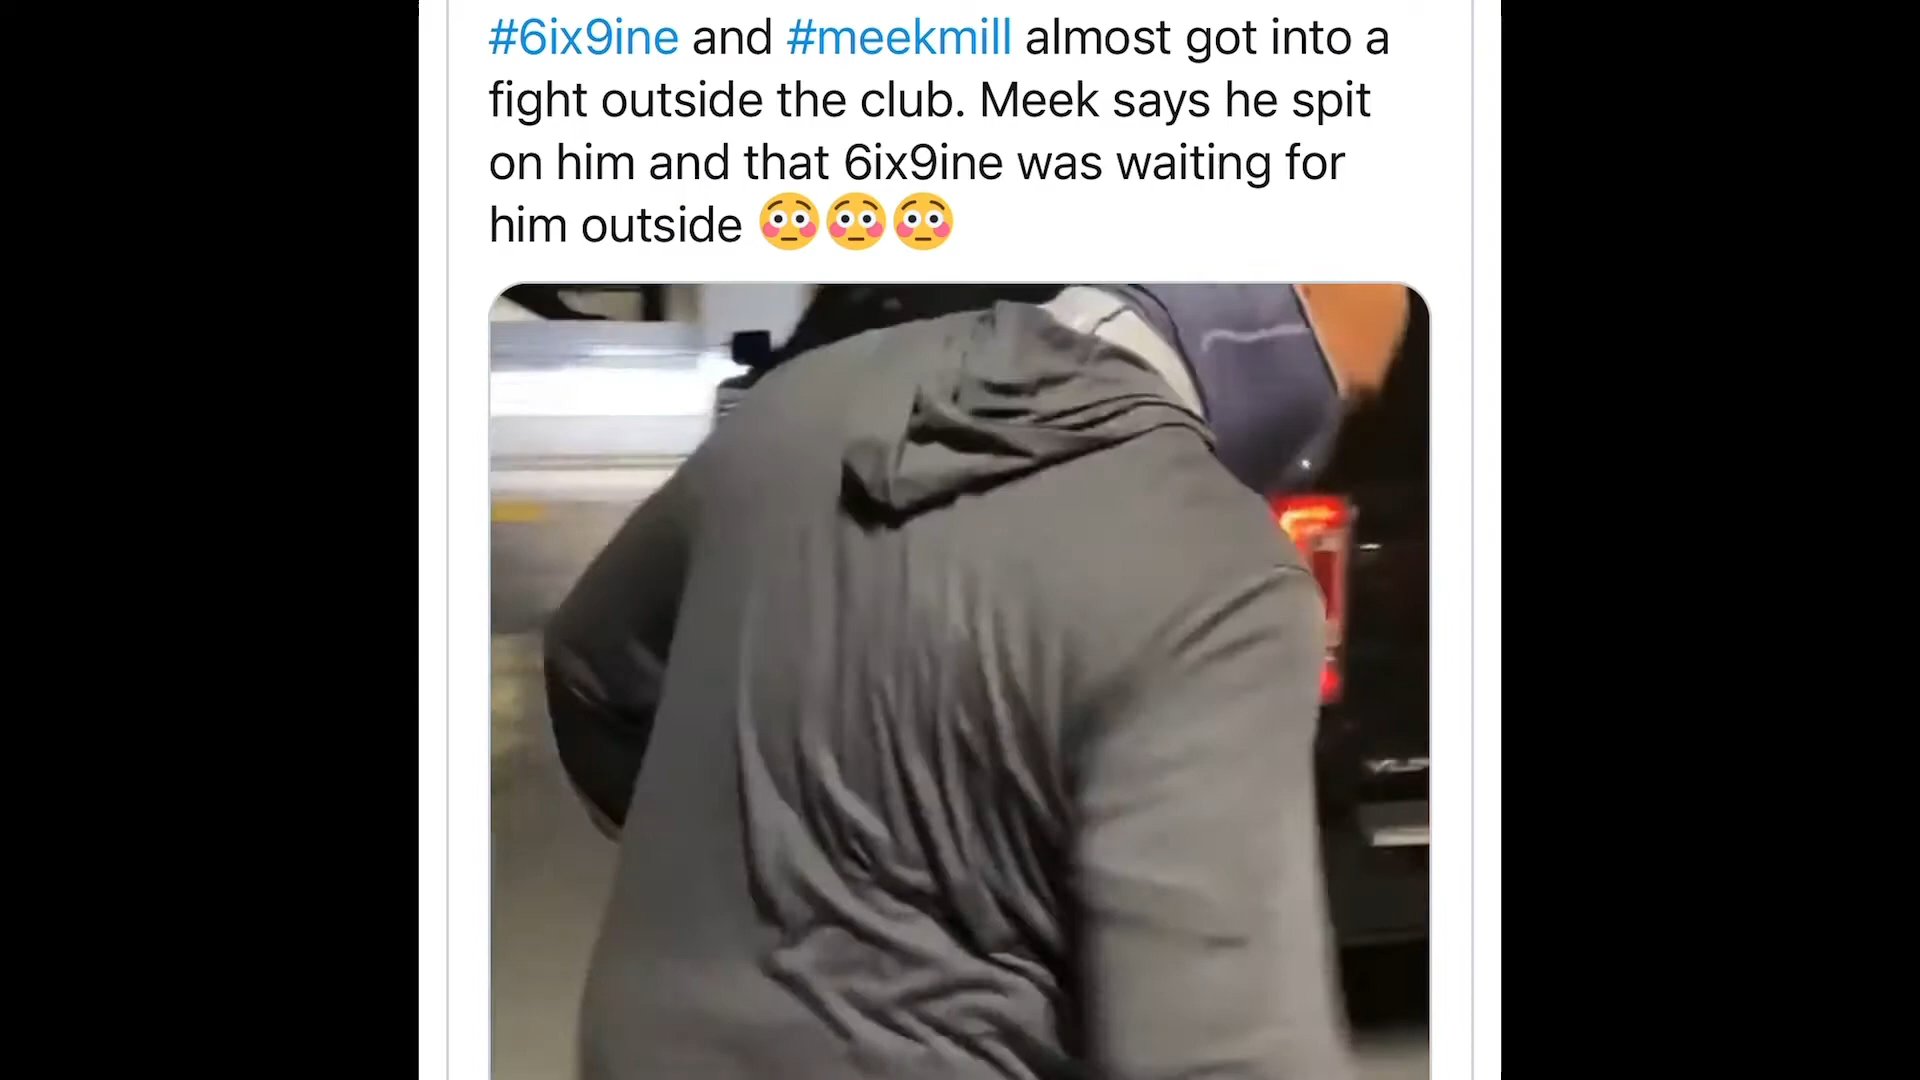 #6ix9ine and #meekmill almost got into a
fight outside the club. Meek says he spit
on him and that 6ix9ine was waiting for
him outside 😳😳😳